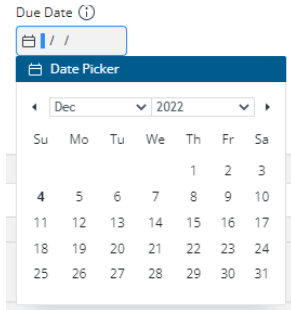 Due Date
/ /
Date Picker
Dec 2022
Su Mo Tu We Th Fr Sa
1 2 3
4 5 6 7 8 9 10
11 12 13 14 15 16 17
18 19 20 21 22 23 24
25 26 27 28 29 30 31